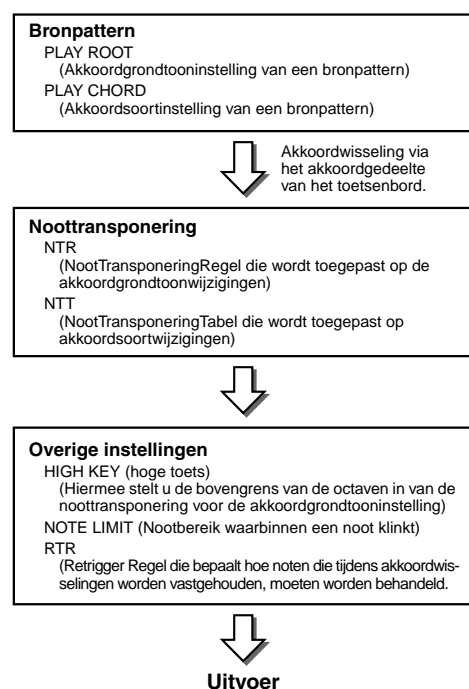 Bronpattern
PLAY ROOT
(Akkoordgrondtooninstelling van een bronpattern)
PLAY CHORD
(Akkoordsoortinstelling van een bronpattern)
Akkoordwisseling via
het akkoordgedeelte
van het toetsenbord.
Noottransponering
NTR
(NootTransponeringRegel die wordt toegepast op de
akkoordgrondtoonwijzigingen)
NTT
(NootTransponeringTabel die wordt toegepast op
akkoordsoortwijzigingen)
Overige instellingen
HIGH KEY (hoge toets)
(Hiermee stelt u de bovengrens van de octaven in van de
noottransponering voor de akkoordgrondtooninstelling)
NOTE LIMIT (Nootbereik waarbinnen een noot klinkt)
RTR
(Retrigger Regel die bepaalt hoe noten die tijdens akkoordwis-
selingen worden vastgehouden, moeten worden behandeld.
Uitvoer